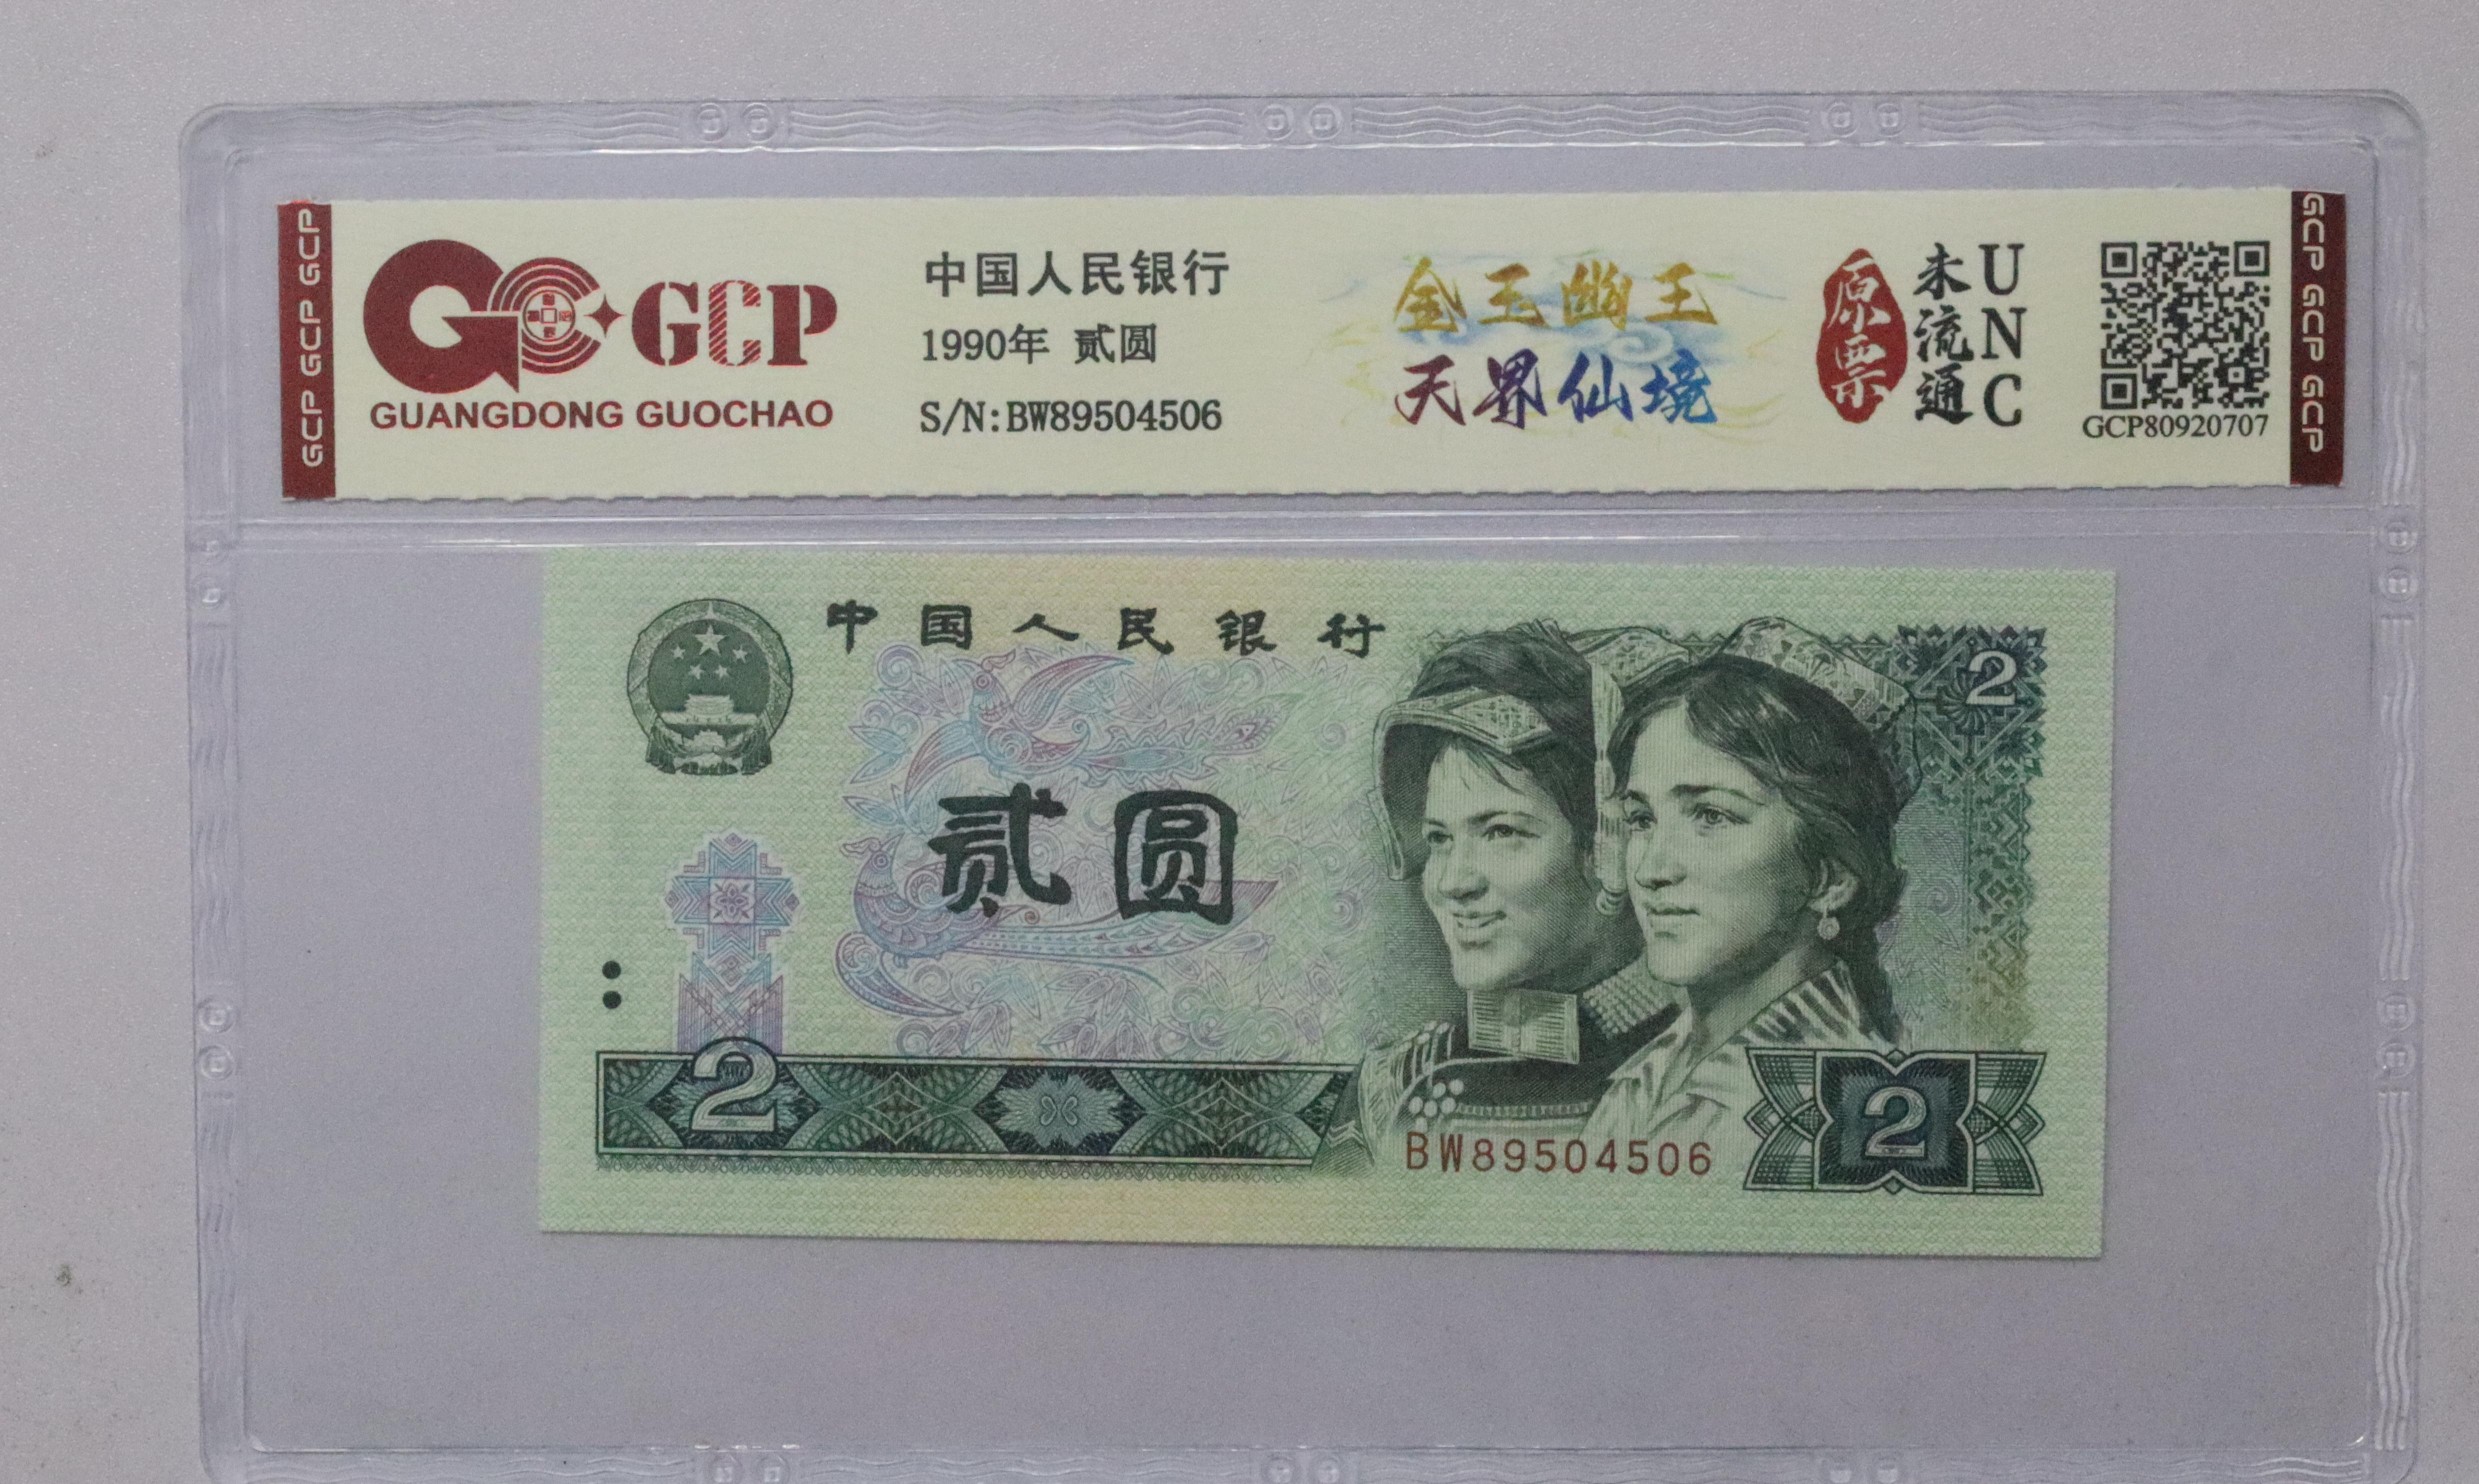 GCP GCP GCP
GCP
GUANGDONG GUOCHAO
中国人民银行
1990年 贰圆
S/N:BW89504506
金玉幽王
天界仙境
原票
未流通
UNC
GCP80920707
GCP GCP GCP
中国人民银行
2
贰圆
2
BW89504506
2